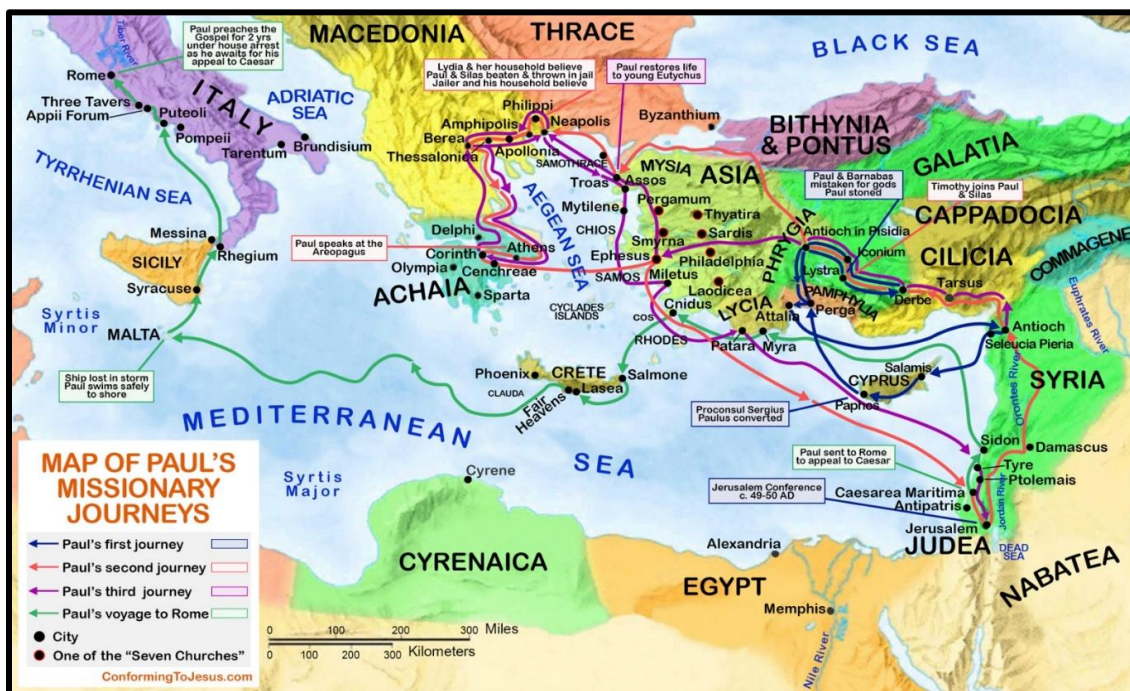 MACEDONIA
THRACE
BLACK SEA
Tiber River
Paul preaches the
Gospel for 2 yrs
under house arrest
as he awaits for his
appeal to Caesar
Lydia & her household believe
Paul & Silas beaten & thrown in jail
Jailer and his household believe
Paul restores life
to young Eutychus
Rome
ITALY
ADRIATIC
SEA
Three Tavers
Appii Forum
Puteoli
Pompeii
Tarentum
Brundisium
Philippi
Neapolis
Amphipolis
Berea
Apollonia
Thessalonica
SAMOTHRACE
Byzanthium
BITHYNIA
& PONTUS
GALATIA
TYRRHENIAN SEA
AEGEAN SEA
MYSIA
ASIA
Troas
Assos
Mytilene
Pergamum
Thyatira
CHIOS
Smyrna
Sardis
Philadelphia
Ephesus
Miletus
Laodicea
SAMOS
PHRYGIA
Paul & Barnabas
mistaken for gods
Paul stoned
Timothy joins Paul
& Silas
CAPPADOCIA
Antioch in Pisidia
Iconium
Lystra
Derbe
CILICIA
COMMAGENE
Tarsus
Euphrates River
Messina
Rhegium
SICILY
Syracuse
Paul speaks at the
Areopagus
Delphi
Corinth
Athens
Olympia
Cenchreae
ACHAIA
Sparta
CYCLADES
ISLANDS
COS
Cnidus
LYCIA
PAMPHYLIA
Attalia
Perga
Antioch
Seleucia Pieria
Syrtis
Minor
MALTA
RHODES
Patara
Myra
Salamis
CYPRUS
Paphos
Orontes River
SYRIA
Ship lost in storm
Paul swims safely
to shore
Phoenix
CRETE
Salmone
CLAUDA
Lasea
Fair
Heavens
Proconsul Sergius
Paulus converted
MEDITERRANEAN
SEA
Sidon
Damascus
Paul sent to Rome
to appeal to Caesar
Tyre
Ptolemais
Caesarea Maritima
Antipatris
Jordan River
Jerusalem Conference
c. 49-50 AD
Jerusalem
JUDEA
DEAD
SEA
NABATEA
Syrtis
Major
Cyrene
CYRENAICA
Alexandria
EGYPT
Memphis
Nile River
MAP OF PAUL'S
MISSIONARY
JOURNEYS
Paul's first journey
Paul's second journey
Paul's third journey
Paul's voyage to Rome
City
One of the "Seven Churches"
ConformingToJesus.com
0 100 200 300 Miles
0 100 200 300
Kilometers